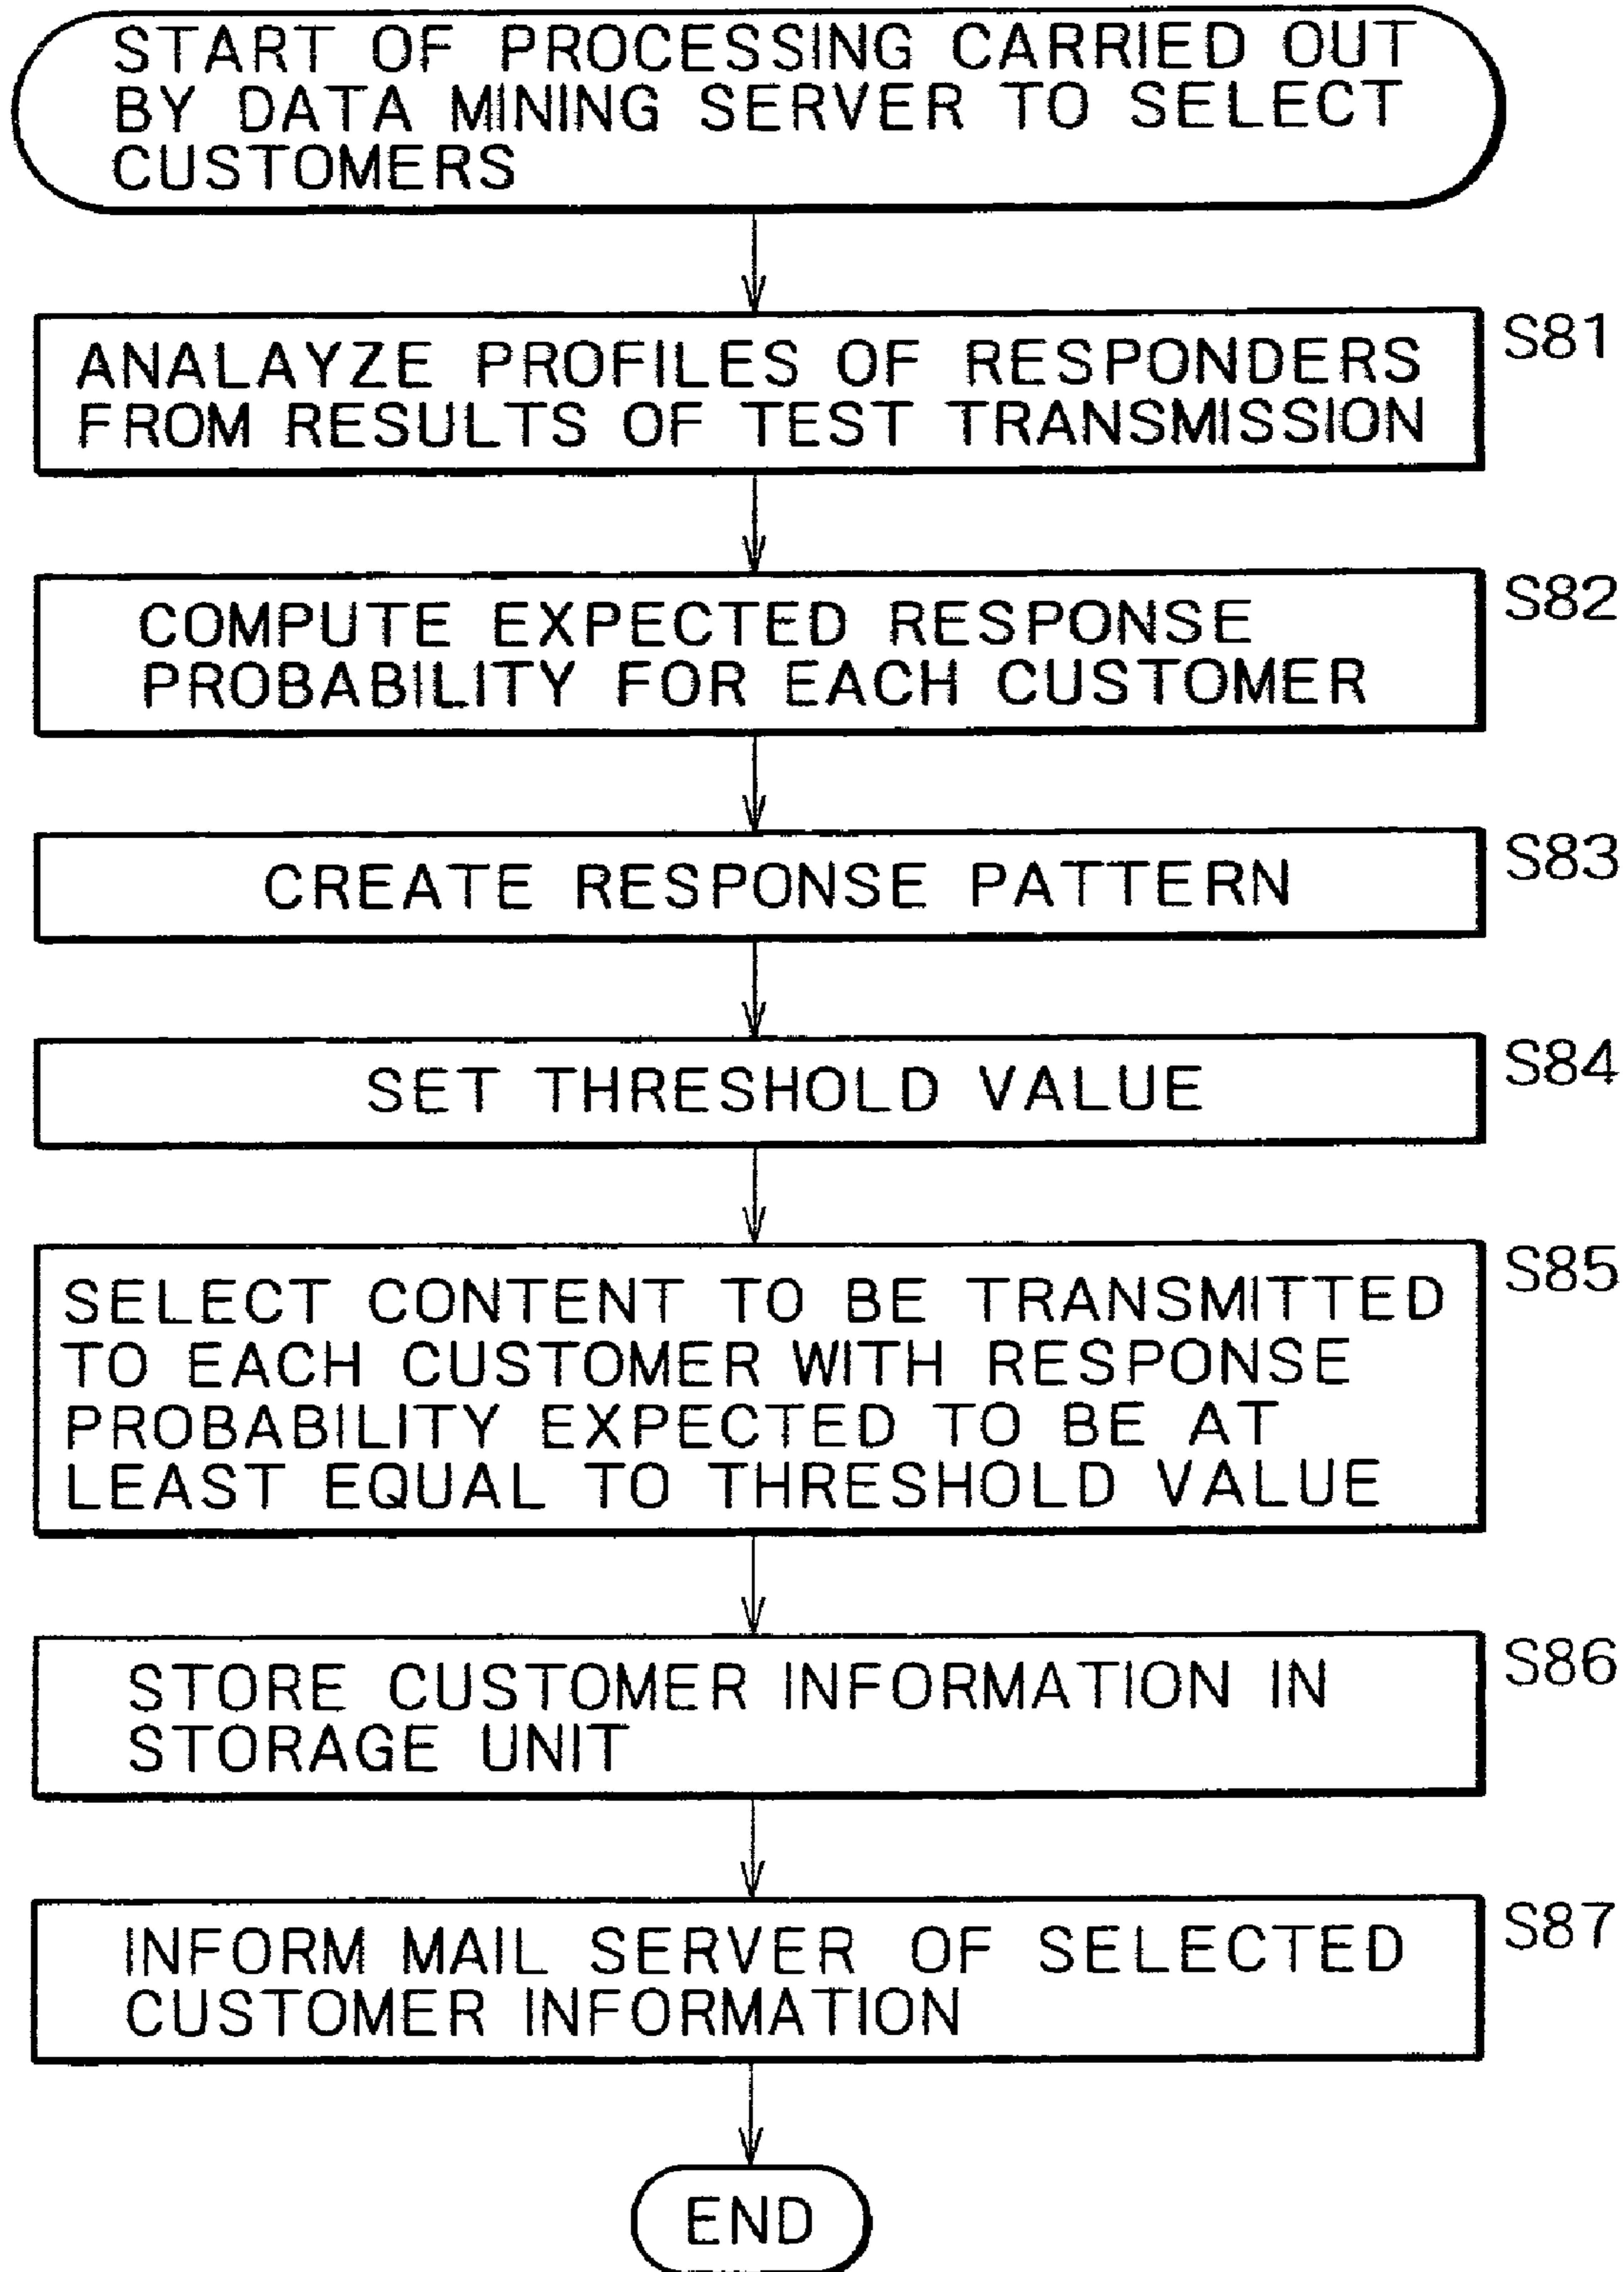 START OF PROCESSING CARRIED OUT
BY DATA MINING SERVER TO SELECT
CUSTOMERS
S81
ANALAYZE PROFILES OF RESPONDERS
FROM RESULTS OF TEST TRANSMISSION
S82
COMPUTE EXPECTED RESPONSE
PROBABILITY FOR EACH CUSTOMER
S83
CREATE RESPONSE PATTERN
S84
SET THRESHOLD VALUE
S85
SELECT CONTENT TO BE TRANSMITTED
TO EACH CUSTOMER WITH RESPONSE
PROBABILITY EXPECTED TO BE AT
LEAST EQUAL TO THRESHOLD VALUE
S86
STORE CUSTOMER INFORMATION IN
STORAGE UNIT
S87
INFORM MAIL SERVER OF SELECTED
CUSTOMER INFORMATION
END